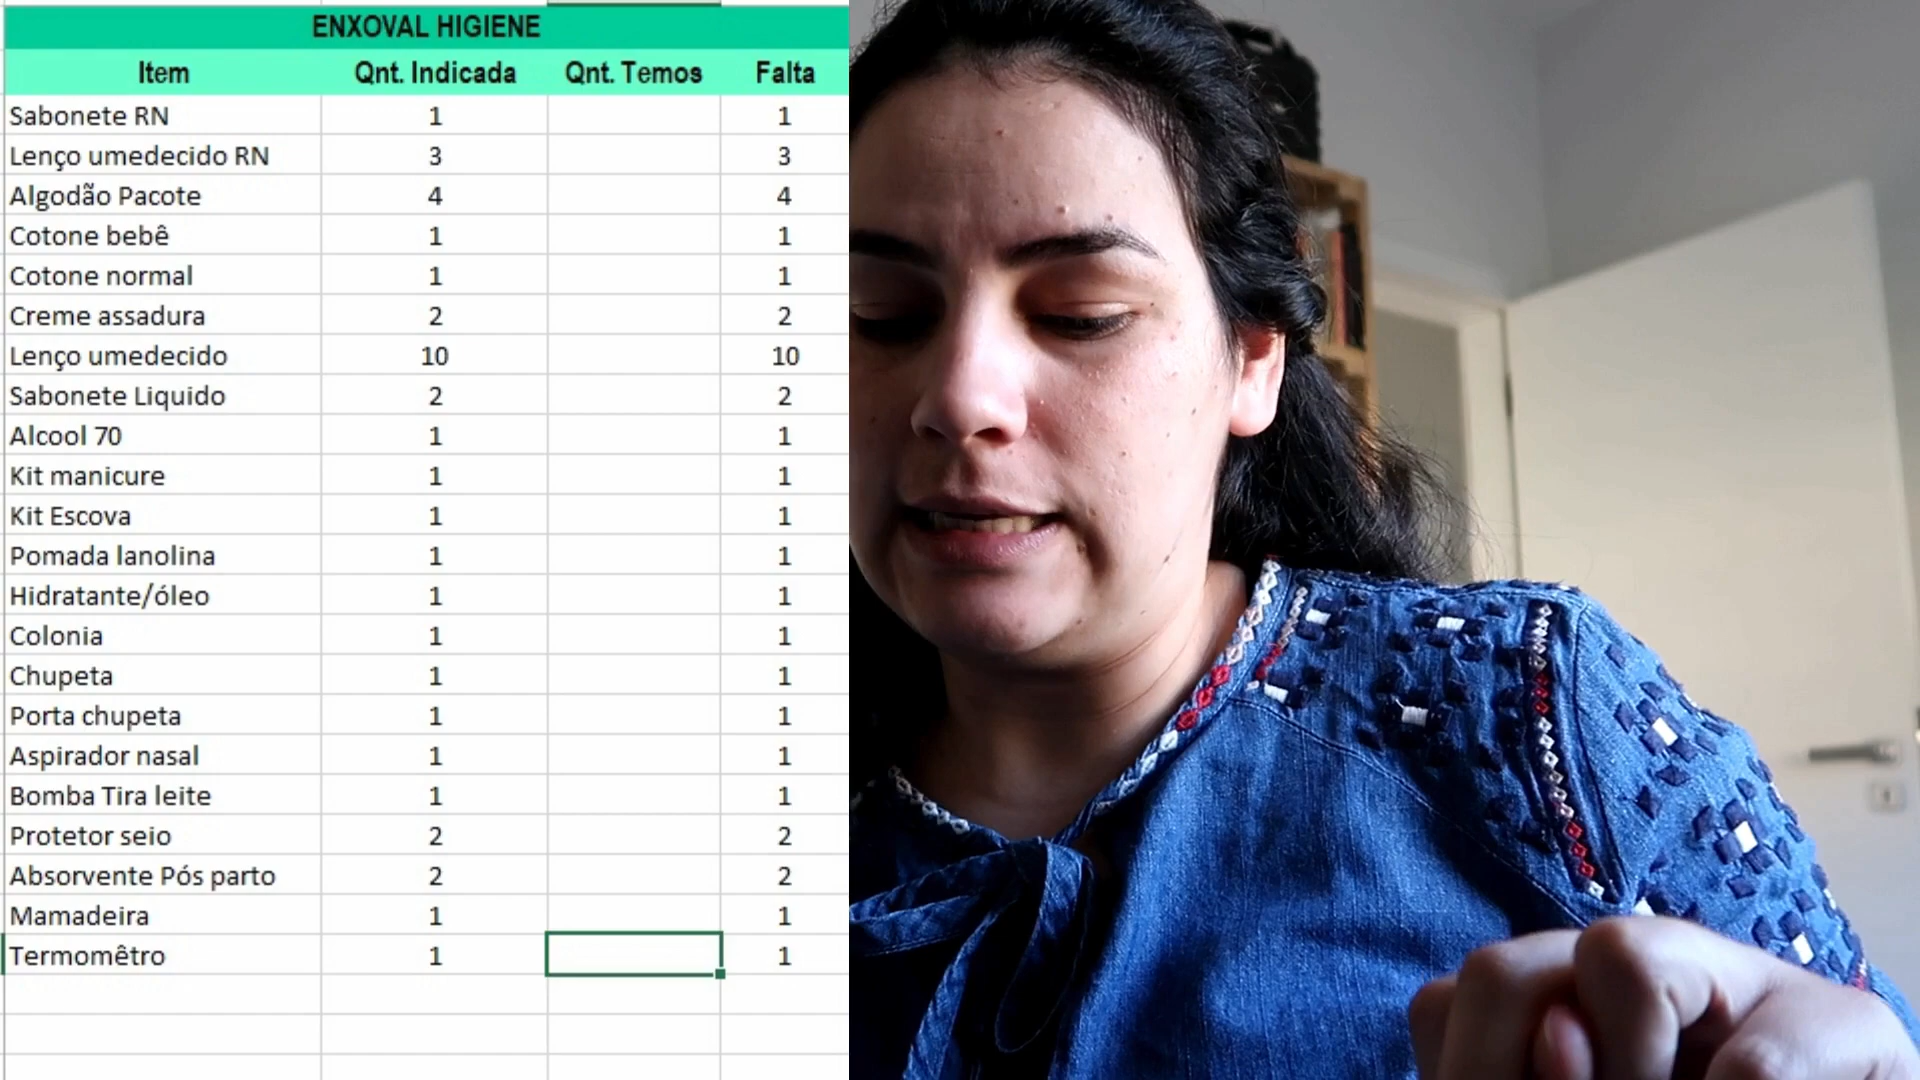 ENXOVAL HIGIENE
Item Qnt. Indicada Qnt. Temos Falta
Sabonete RN 1 1
Lenço umedecido RN 3 3
Algodão Pacote 4 4
Cotone bebê 1 1
Cotone normal 1 1
Creme assadura 2 2
Lenço umedecido 10 10
Sabonete Liquido 2 2
Alcool 70 1 1
Kit manicure 1 1
Kit Escova 1 1
Pomada lanolina 1 1
Hidratante/óleo 1 1
Colonia 1 1
Chupeta 1 1
Porta chupeta 1 1
Aspirador nasal 1 1
Bomba Tira leite 1 1
Protetor seio 2 2
Absorvente Pós parto 2 2
Mamadeira 1 1
Termomêtro 1 1